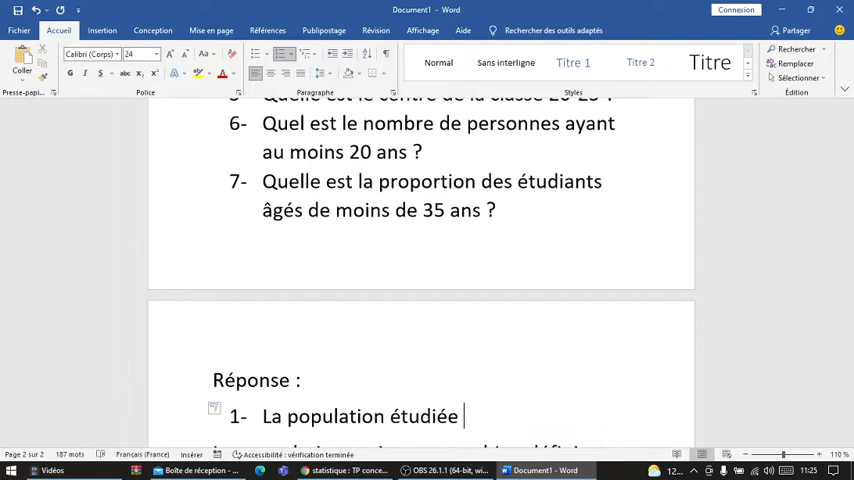 Document1 - Word
Connexion
Fichier Accueil Insertion Conception Mise en page Références Publipostage Révision Affichage Aide Rechercher des outils adaptés Partager
Coller
Calibri (Corps) 24
Normal Sans interligne Titre 1 Titre 2 Titre
Rechercher
Remplacer
Sélectionner
Presse-papi... Police Paragraphe Styles Édition
6- Quel est le nombre de personnes ayant
au moins 20 ans ?
7- Quelle est la proportion des étudiants
âgés de moins de 35 ans ?
Réponse :
1- La population étudiée
Page 2 sur 2 187 mots Français (France) Insérer Accessibilité : vérification terminée 110 %
Vidéos Boîte de réception - ... statistique : TP conce... OBS 26.1.1 (64-bit, wi... Document1 - Word 12... 11:25